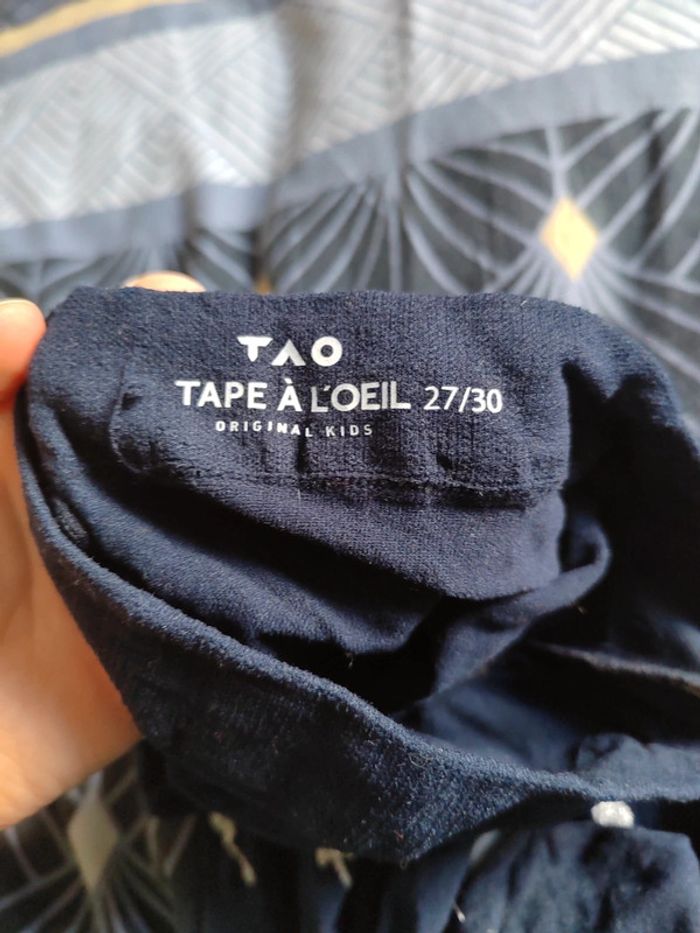 TAO
TAPE À L'OEIL 27/30
ORIGINAL KIDS